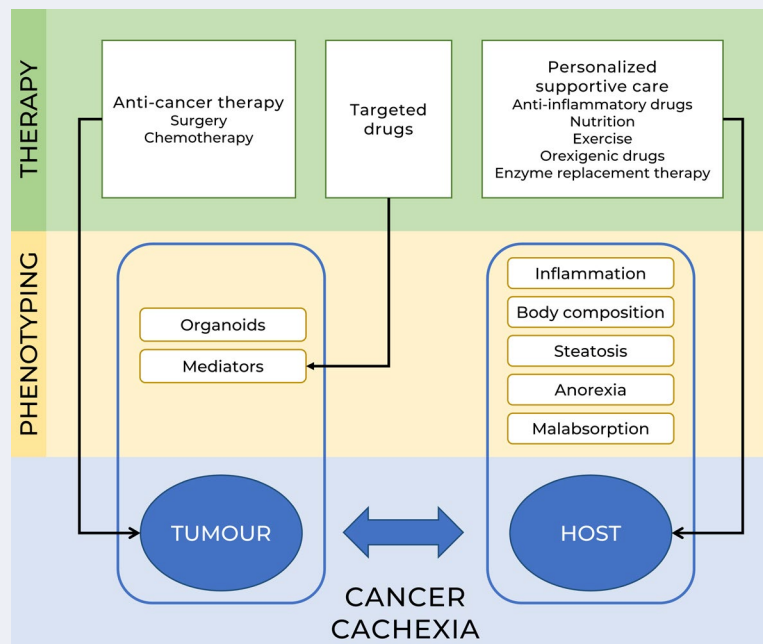 THERAPY
Anti-cancer therapy
Surgery
Chemotherapy
Targeted
drugs
Personalized
supportive care
Anti-inflammatory drugs
Nutrition
Exercise
Orexigenic drugs
Enzyme replacement therapy
PHENOTYPING
Organoids
Mediators
Inflammation
Body composition
Steatosis
Anorexia
Malabsorption
TUMOUR
HOST
CANCER
CACHEXIA